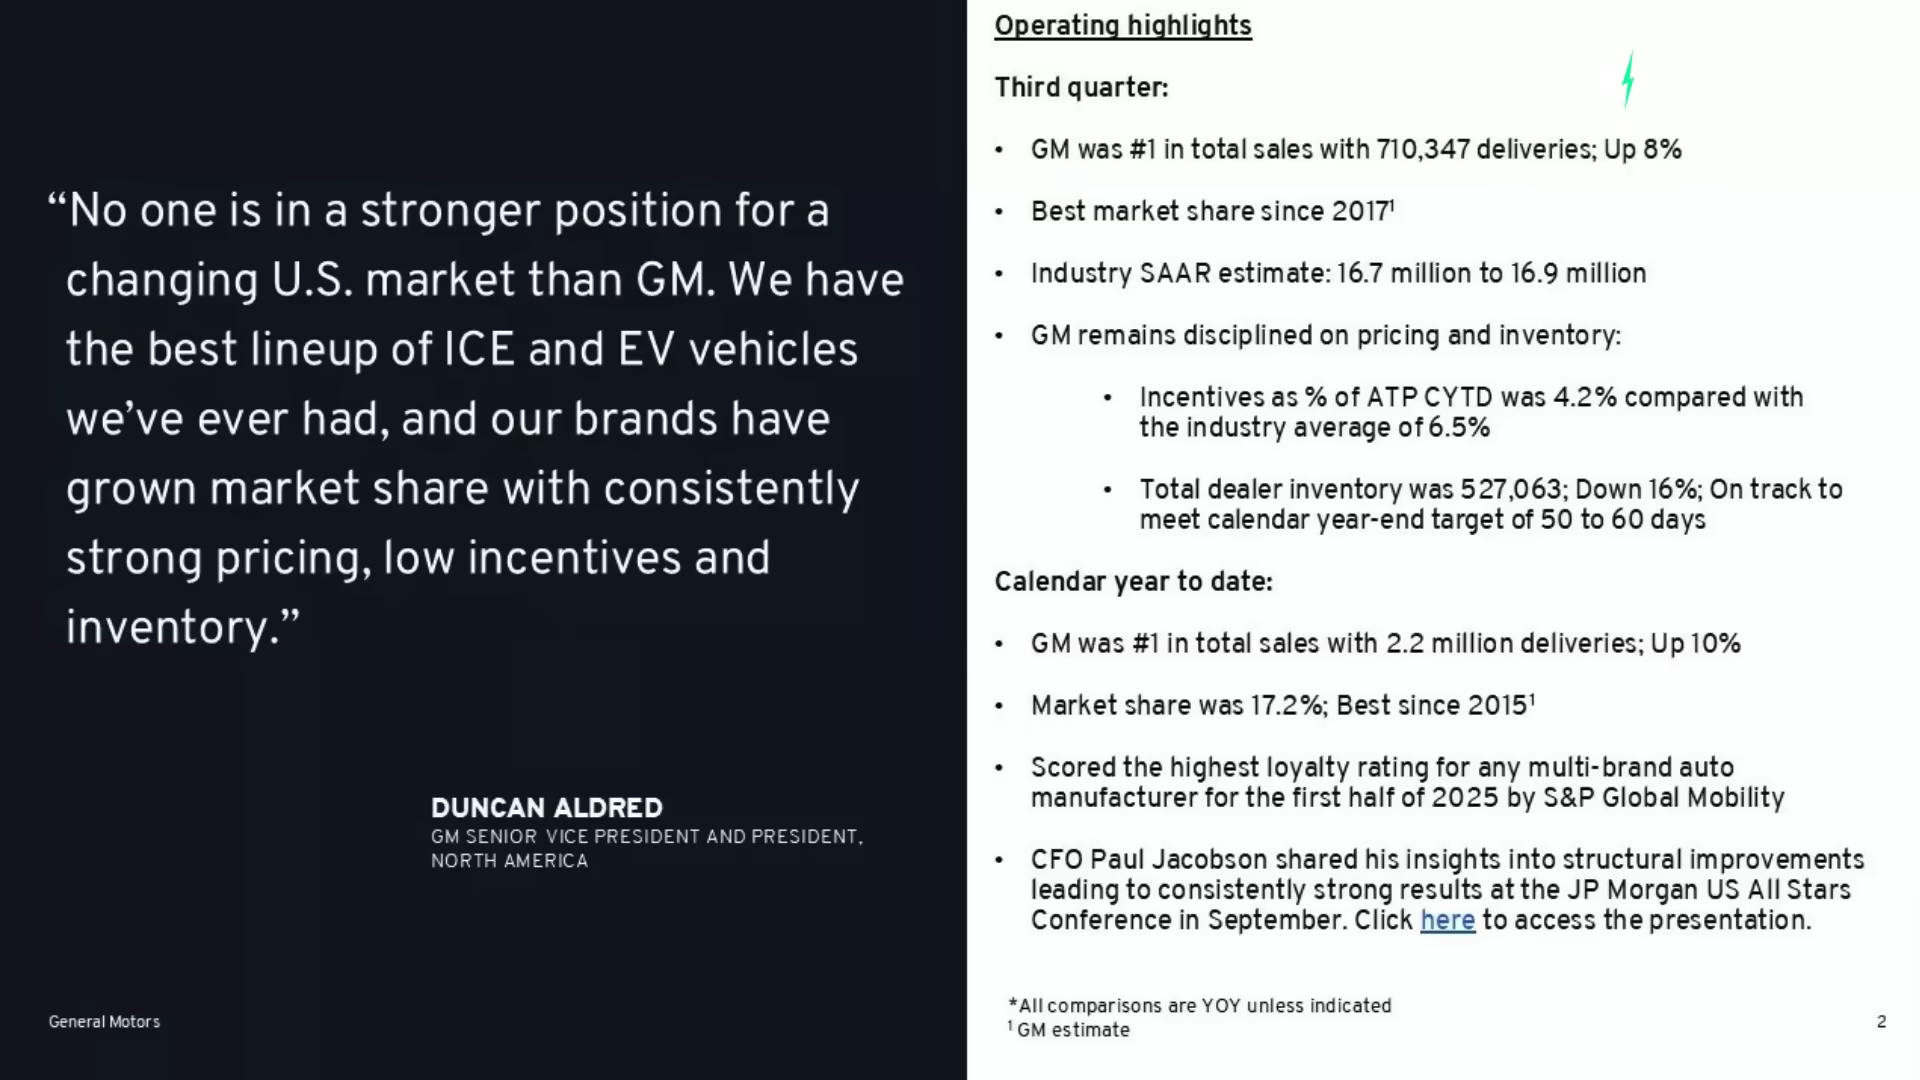 “No one is in a stronger position for a
changing U.S. market than GM. We have
the best lineup of ICE and EV vehicles
we’ve ever had, and our brands have
grown market share with consistently
strong pricing, low incentives and
inventory.”
DUNCAN ALDRED
GM SENIOR VICE PRESIDENT AND PRESIDENT,
NORTH AMERICA
General Motors
Operating highlights
Third quarter:
• GM was #1 in total sales with 710,347 deliveries; Up 8%
• Best market share since 2017¹
• Industry SAAR estimate: 16.7 million to 16.9 million
• GM remains disciplined on pricing and inventory:
• Incentives as % of ATP CYTD was 4.2% compared with
the industry average of 6.5%
• Total dealer inventory was 527,063; Down 16%; On track to
meet calendar year-end target of 50 to 60 days
Calendar year to date:
• GM was #1 in total sales with 2.2 million deliveries; Up 10%
• Market share was 17.2%; Best since 2015¹
• Scored the highest loyalty rating for any multi-brand auto
manufacturer for the first half of 2025 by S&P Global Mobility
• CFO Paul Jacobson shared his insights into structural improvements
leading to consistently strong results at the JP Morgan US All Stars
Conference in September. Click here to access the presentation.
*All comparisons are YOY unless indicated
¹ GM estimate
2